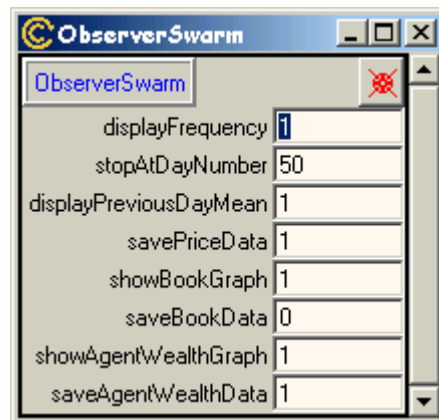 ObserverSwarm
ObserverSwarm
displayFrequency 1
stopAtDayNumber 50
displayPreviousDayMean 1
savePriceData 1
showBookGraph 1
saveBookData 0
showAgentWealthGraph 1
saveAgentWealthData 1